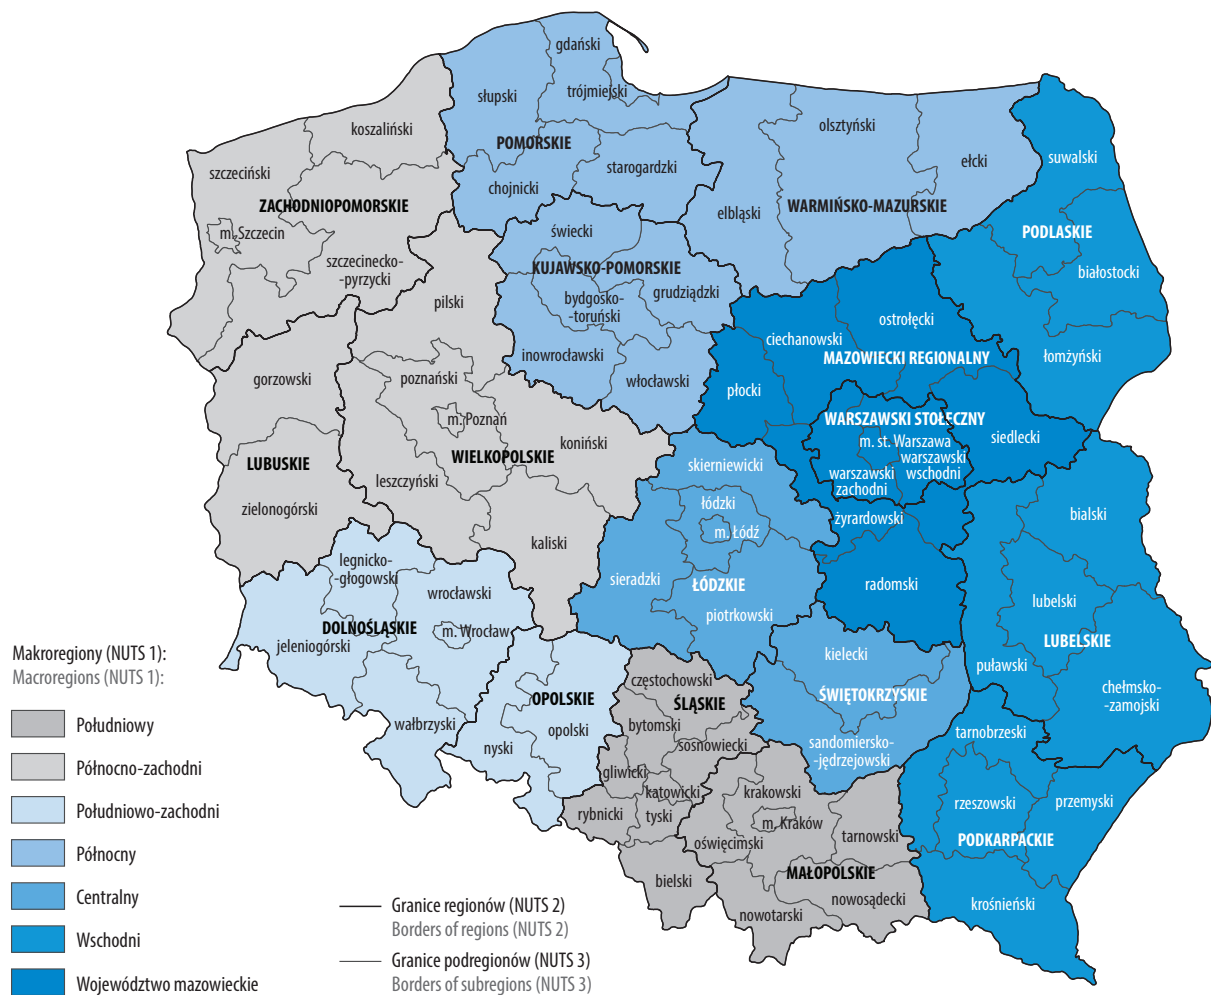 gdański
słupski
trójmiejski
koszaliński
olsztyński
POMORSKIE
suwalski
ełcki
szczeciński
starogardzki
chojnicki
ZACHODNIOPOMORSKIE
WARMIŃSKO-MAZURSKIE
elbląski
m. Szczecin
świecki
PODLASKIE
szczecinecko-
-pyrzycki
KUJAWSKO-POMORSKIE
białostocki
grudziądzki
pilski
bydgosko-
-toruński
ostrołęcki
ciechanowski
inowrocławski
MAZOWIECKI REGIONALNY
łomżyński
gorzowski
poznański
włocławski
płocki
m. Poznań
WARSZAWSKI STOŁECZNY
koniński
m. st. Warszawa
siedlecki
warszawski
wschodni
LUBUSKIE
WIELKOPOLSKIE
skierniewicki
leszczyński
warszawski
zachodni
zielonogórski
łódzki
żyrardowski
bialski
m. Łódź
kaliski
legnicko-
-głogowski
sieradzki
ŁÓDZKIE
radomski
wrocławski
lubelski
piotrkowski
DOLNOŚLĄSKIE
m. Wrocław
LUBELSKIE
jeleniogórski
kielecki
puławski
częstochowski
chełmsko-
-zamojski
OPOLSKIE
ŚLĄSKIE
ŚWIĘTOKRZYSKIE
wałbrzyski
bytomski
opolski
tarnobrzeski
nyski
sosnowiecki
sandomiersko-
-jędrzejowski
gliwicki
katowicki
krakowski
rzeszowski
przemyski
rybnicki
tyski
m. Kraków
tarnowski
oświęcimski
PODKARPACKIE
MAŁOPOLSKIE
bielski
nowosądecki
krośnieński
nowotarski
Makroregiony (NUTS 1):
Macroregions (NUTS 1):
Południowy
Północno-zachodni
Południowo-zachodni
Północny
Centralny
Wschodni
Województwo mazowieckie
Granice regionów (NUTS 2)
Borders of regions (NUTS 2)
Granice podregionów (NUTS 3)
Borders of subregions (NUTS 3)